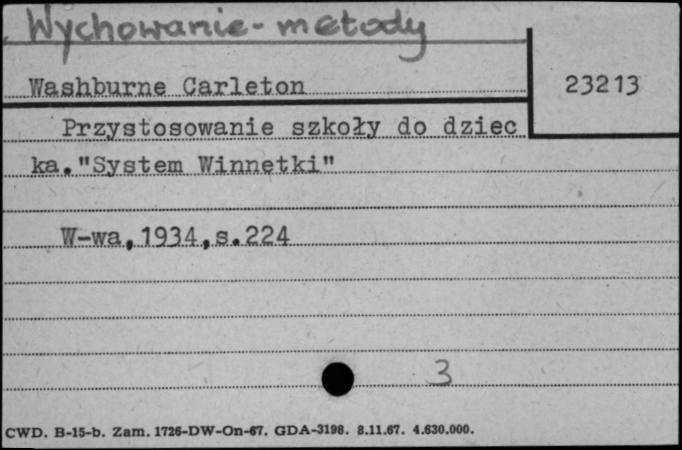 Wychowanie - metody
Washburne Carleton
23213
Przystosowanie szkoły do dziec
ka."System Winnetki"
W-wa,1934,s.224
3
CWD. B-15-b. Zam. 1726-DW-On-67. GDA-3198. 8.11.67. 4.630.000.